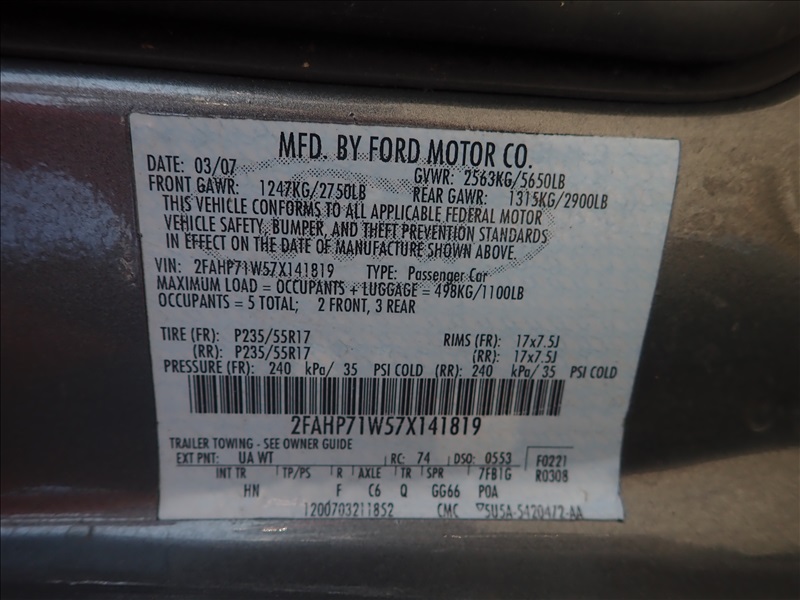 MFD. BY FORD MOTOR CO.
DATE: 03/07 GVWR: 2563KG/5650LB
FRONT GAWR: 1247KG/2750LB REAR GAWR: 1315KG/2900LB
THIS VEHICLE CONFORMS TO ALL APPLICABLE FEDERAL MOTOR
VEHICLE SAFETY, BUMPER, AND THEFT PREVENTION STANDARDS
IN EFFECT ON THE DATE OF MANUFACTURE SHOWN ABOVE.
VIN: 2FAHP71W57X141819 TYPE: Passenger Car
MAXIMUM LOAD = OCCUPANTS + LUGGAGE = 498KG/1100LB
OCCUPANTS = 5 TOTAL; 2 FRONT, 3 REAR
TIRE (FR): P235/55R17 RIMS (FR): 17x7.5J
(RR): P235/55R17 (RR): 17x7.5J
PRESSURE (FR): 240 kPa/ 35 PSI COLD (RR): 240 kPa/ 35 PSI COLD
2FAHP71W57X141819
TRAILER TOWING - SEE OWNER GUIDE
EXT PNT: UA WT RC: 74 DSO: 0553 F0221
INT TR TP/PS R AXLE TR SPR 7FB1G R0308
HN F C6 Q GG66 POA
1200703211852 CMC